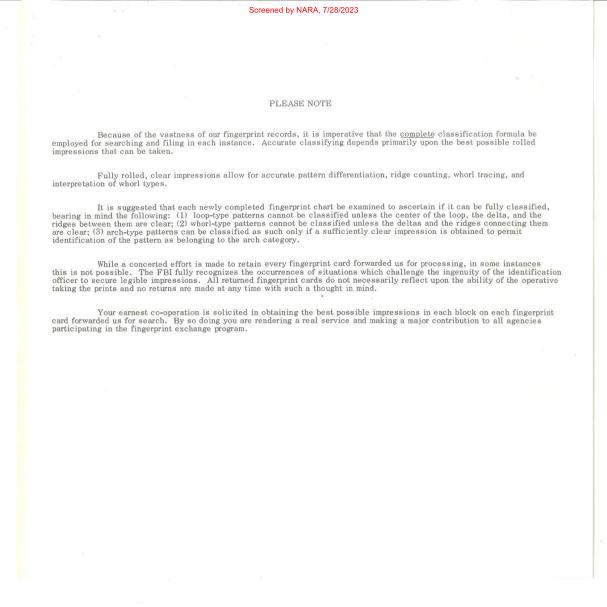 Screened by NARA, 7/28/2023
PLEASE NOTE
Because of the vastness of our fingerprint records, it is imperative that the complete classification formula be
employed for searching and filing in each instance. Accurate classifying depends primarily upon the best possible rolled
impressions that can be taken.
Fully rolled, clear impressions allow for accurate pattern differentiation, ridge counting, whorl tracing, and
interpretation of whorl types.
It is suggested that each newly completed fingerprint chart be examined to ascertain if it can be fully classified,
bearing in mind the following: (1) loop-type patterns cannot be classified unless the center of the loop, the delta, and the
ridges between them are clear; (2) whorl-type patterns cannot be classified unless the deltas and the ridges connecting them
are clear; (3) arch-type patterns can be classified as such only if a sufficiently clear impression is obtained to permit
identification of the pattern as belonging to the arch category.
While a concerted effort is made to retain every fingerprint card forwarded us for processing, in some instances
this is not possible. The FBI fully recognizes the occurrences of situations which challenge the ingenuity of the identification
officer to secure legible impressions. All returned fingerprint cards do not necessarily reflect upon the ability of the operative
taking the prints and no returns are made at any time with such a thought in mind.
Your earnest co-operation is solicited in obtaining the best possible impressions in each block on each fingerprint
card forwarded us for search. By so doing you are rendering a real service and making a major contribution to all agencies
participating in the fingerprint exchange program.